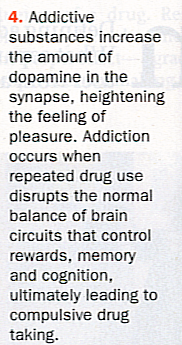 4. Addictive
substances increase
the amount of
dopamine in the
synapse, heightening
the feeling of
pleasure. Addiction
occurs when
repeated drug use
disrupts the normal
balance of brain
circuits that control
rewards, memory
and cognition,
ultimately leading to
compulsive drug
taking.